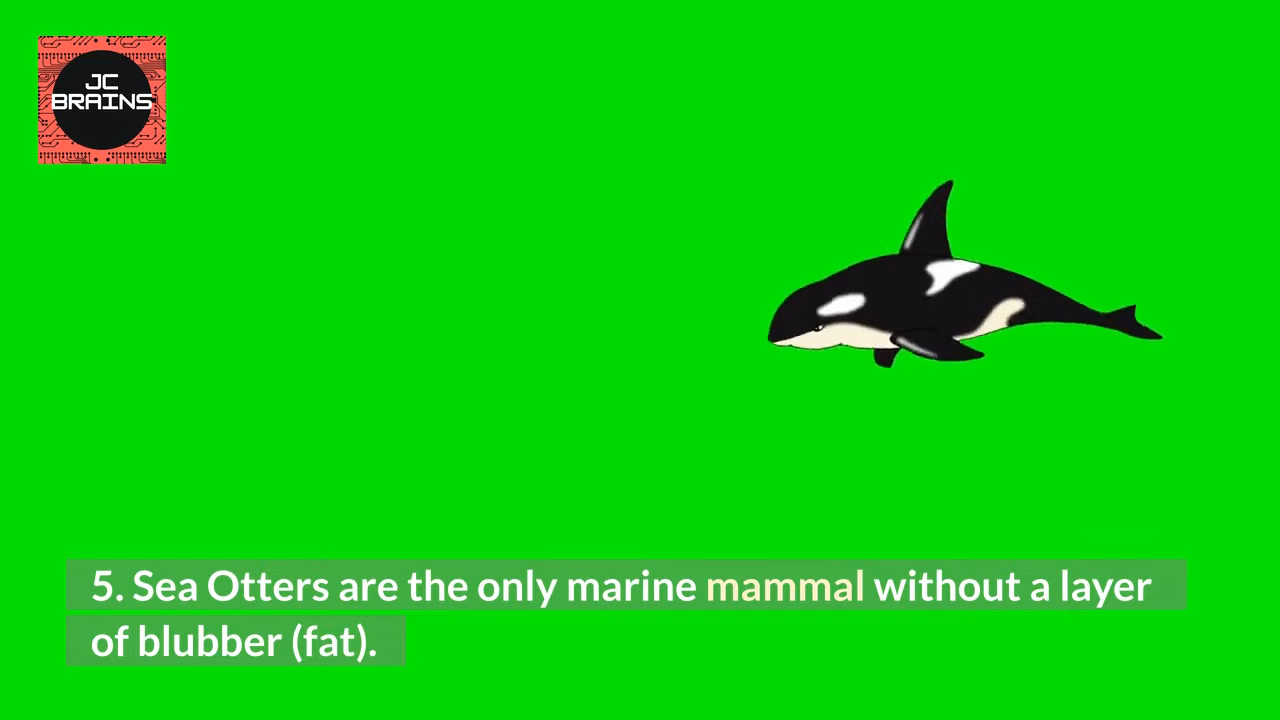 JC
BRAINS
5. Sea Otters are the only marine mammal without a layer
of blubber (fat).